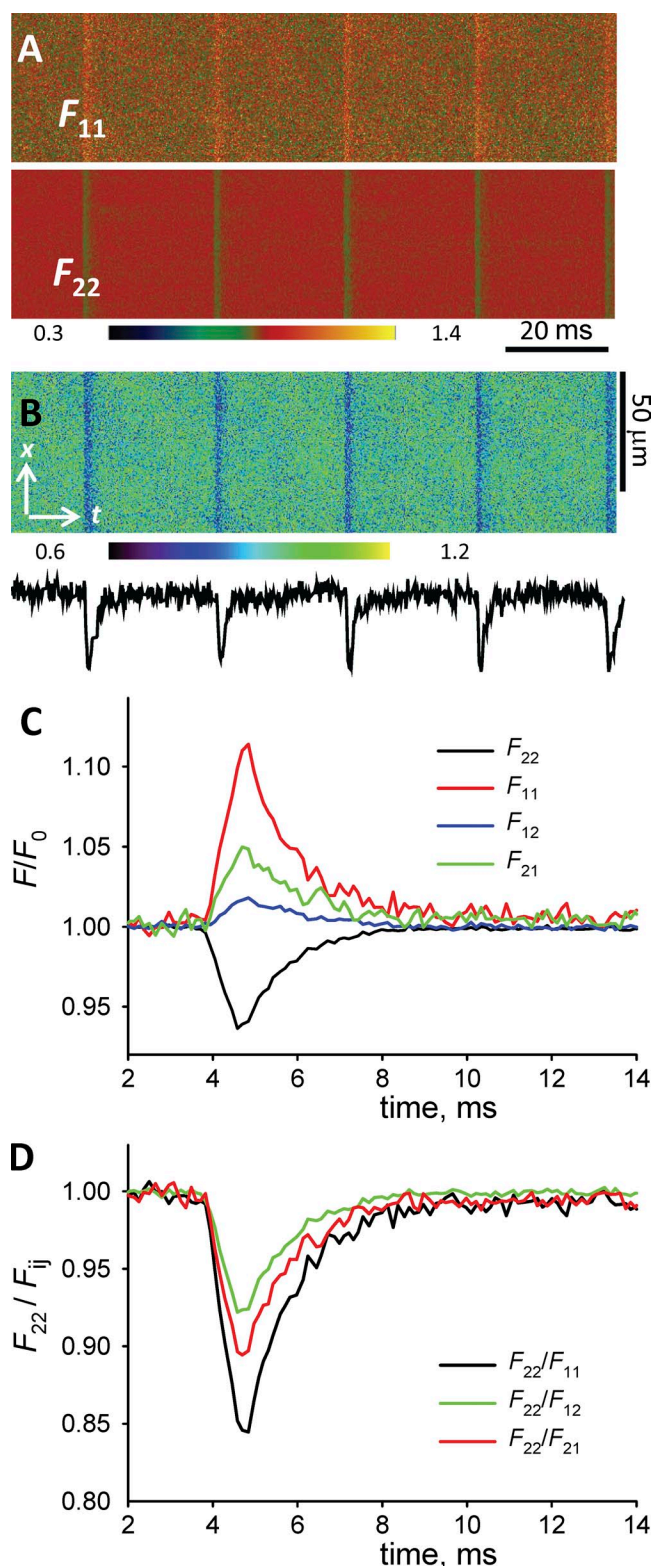 A
F11
F22
0.3 1.4
20 ms
B
x
t
50 μm
0.6 1.2
C
F/F0
1.10
1.05
1.00
0.95
F22
F11
F12
F21
2 4 6 8 10 12 14
time, ms
D
F22 / Fij
1.00
0.95
0.90
0.85
0.80
F22/F11
F22/F12
F22/F21
2 4 6 8 10 12 14
time, ms